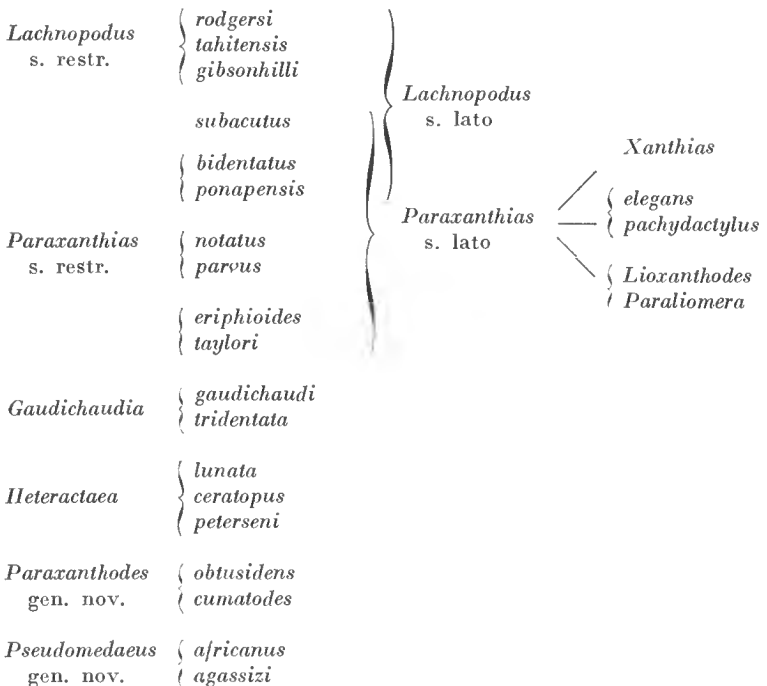 Lachnopodus
s. restr.
rodgersi
tahitensis
gibsonhilli
subacutus
bidentatus
ponapensis
Lachnopodus
s. lato
Paraxanthias
s. restr.
notatus
parvus
eriphioides
taylori
Paraxanthias
s. lato
Xanthias
elegans
pachydactylus
Lioxanthodes
Paraliomera
Gaudichaudia
gaudichaudi
tridentata
Heteractaea
lunata
ceratopus
peterseni
Paraxanthodes
gen. nov.
obtusidens
cumatodes
Pseudomedaeus
gen. nov.
africanus
agassizi